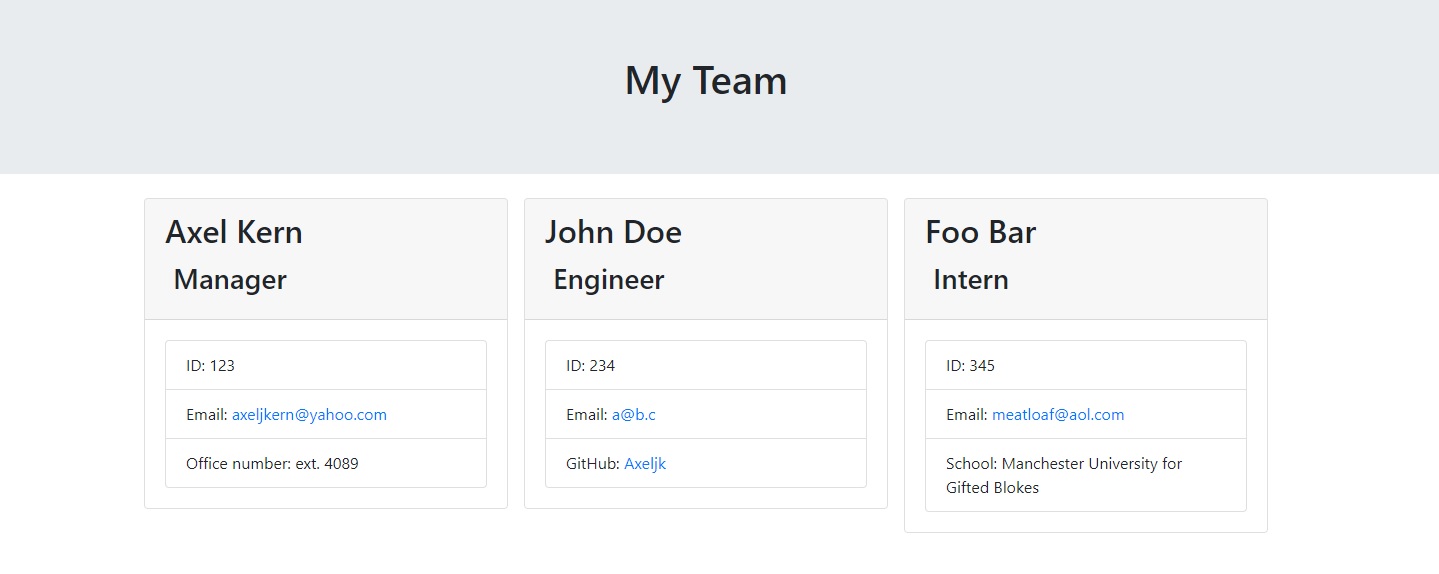 My Team
Axel Kern
Manager
ID: 123
Email: axeljkern@yahoo.com
Office number: ext. 4089
John Doe
Engineer
ID: 234
Email: a@b.c
GitHub: Axeljk
Foo Bar
Intern
ID: 345
Email: meatloaf@aol.com
School: Manchester University for
Gifted Blokes